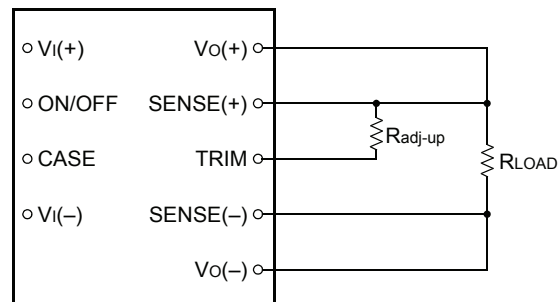 VI(+) VO(+)
ON/OFF SENSE(+)
Radj-up
CASE TRIM
RLOAD
VI(–) SENSE(–)
VO(–)